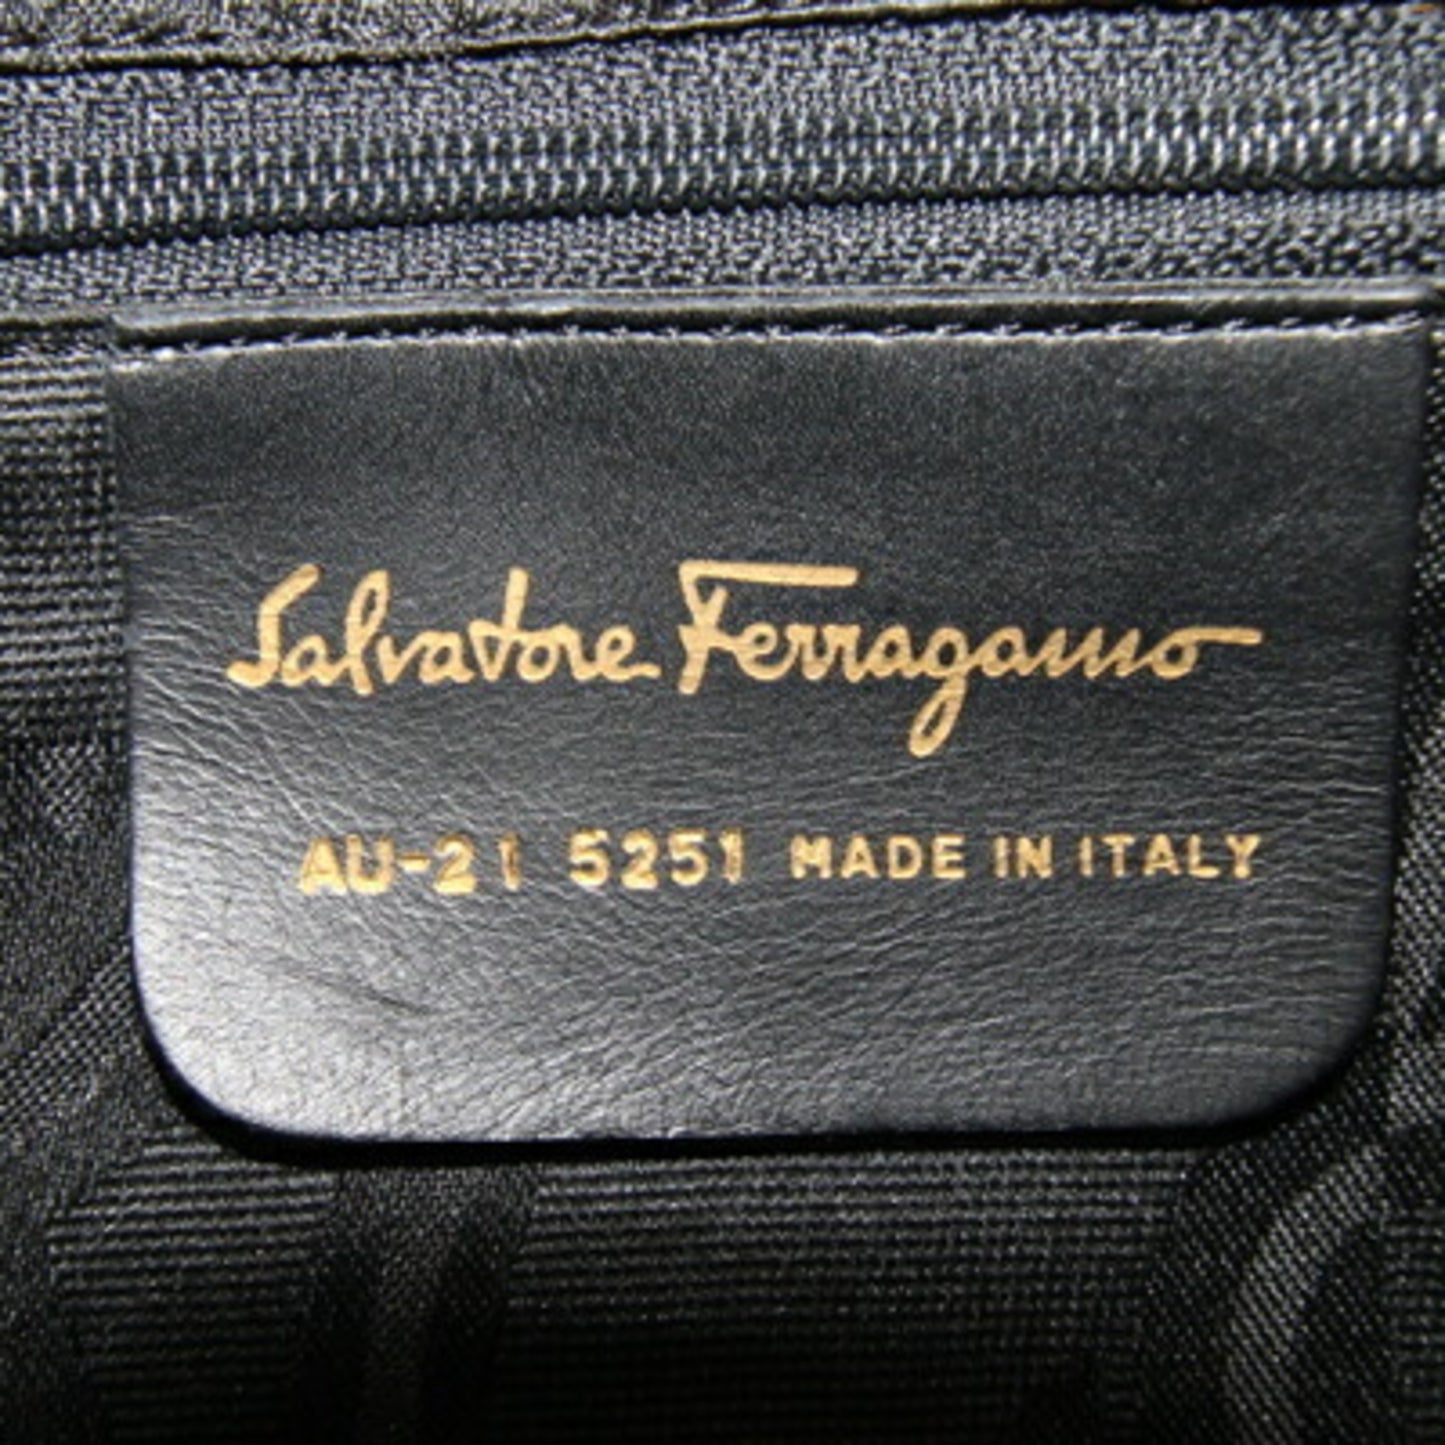 Salvatore Ferragamo
AU-21 5251 MADE IN ITALY